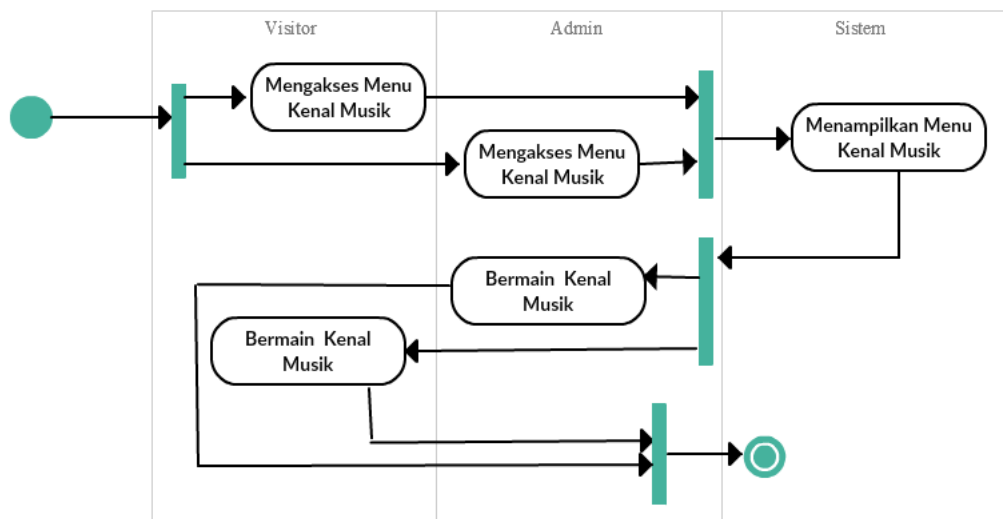 Visitor
Admin
Sistem
Mengakses Menu
Kenal Musik
Mengakses Menu
Kenal Musik
Menampilkan Menu
Kenal Musik
Bermain Kenal
Musik
Bermain Kenal
Musik